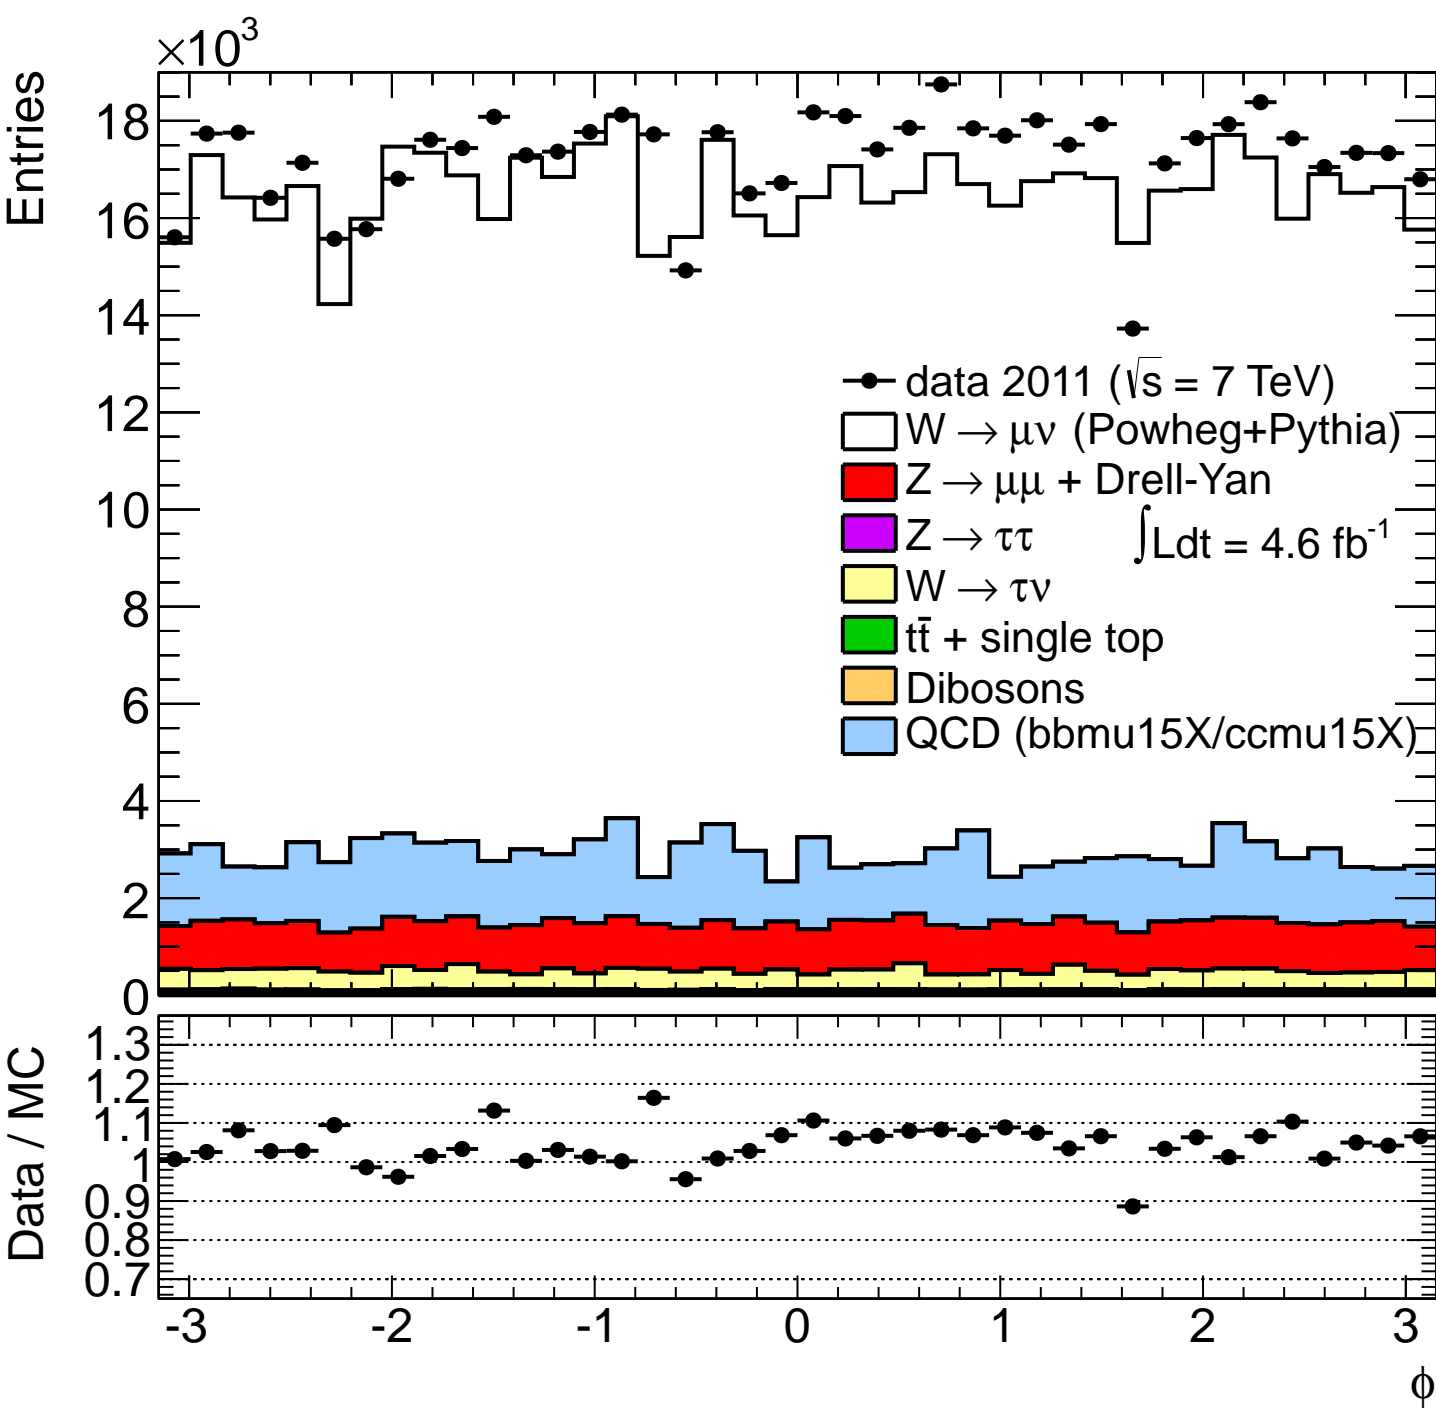 ×10³
Entries
18
16
14
12
10
8
6
4
2
0
data 2011 (√s = 7 TeV)
W → μν (Powheg+Pythia)
Z → μμ + Drell-Yan
Z → ττ
∫Ldt = 4.6 fb⁻¹
W → τν
tt̄ + single top
Dibosons
QCD (bbmu15X/ccmu15X)
Data / MC
1.3
1.2
1.1
1
0.9
0.8
0.7
-3 -2 -1 0 1 2 3
ϕ